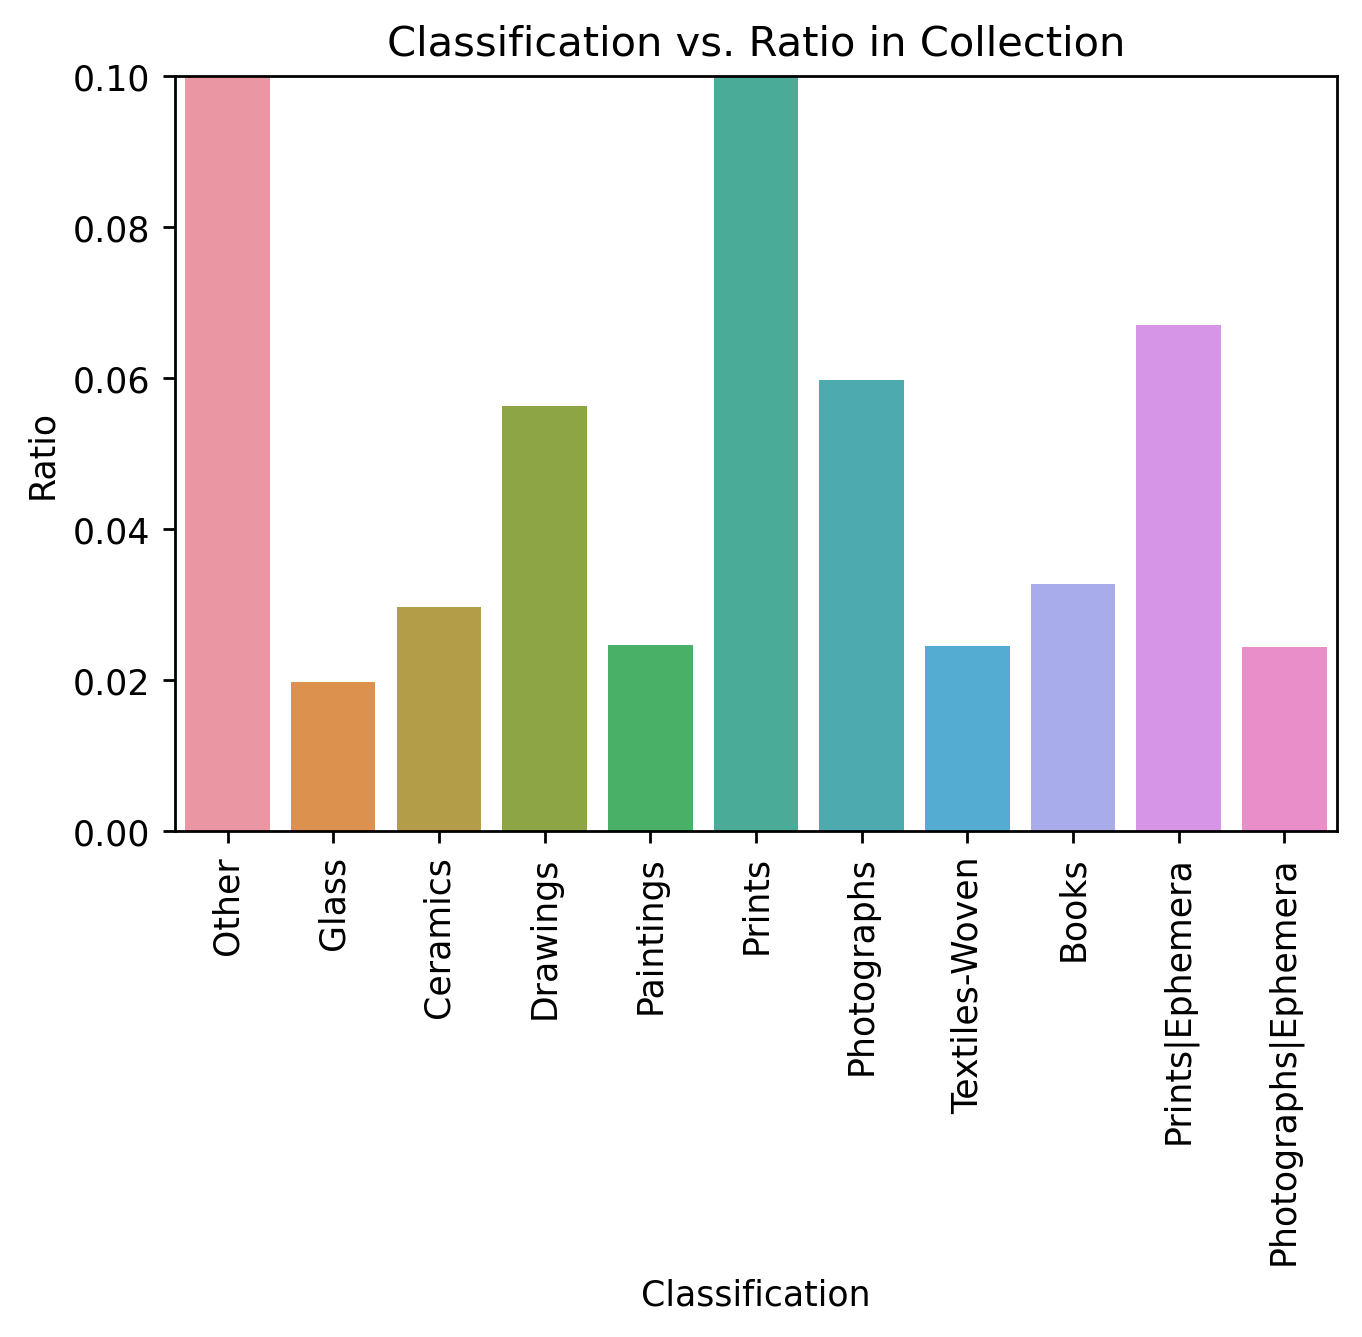 Classification vs. Ratio in Collection
0.10
0.08
0.06
0.04
0.02
0.00
Ratio
Other
Glass
Ceramics
Drawings
Paintings
Prints
Photographs
Textiles-Woven
Books
Prints|Ephemera
Photographs|Ephemera
Classification